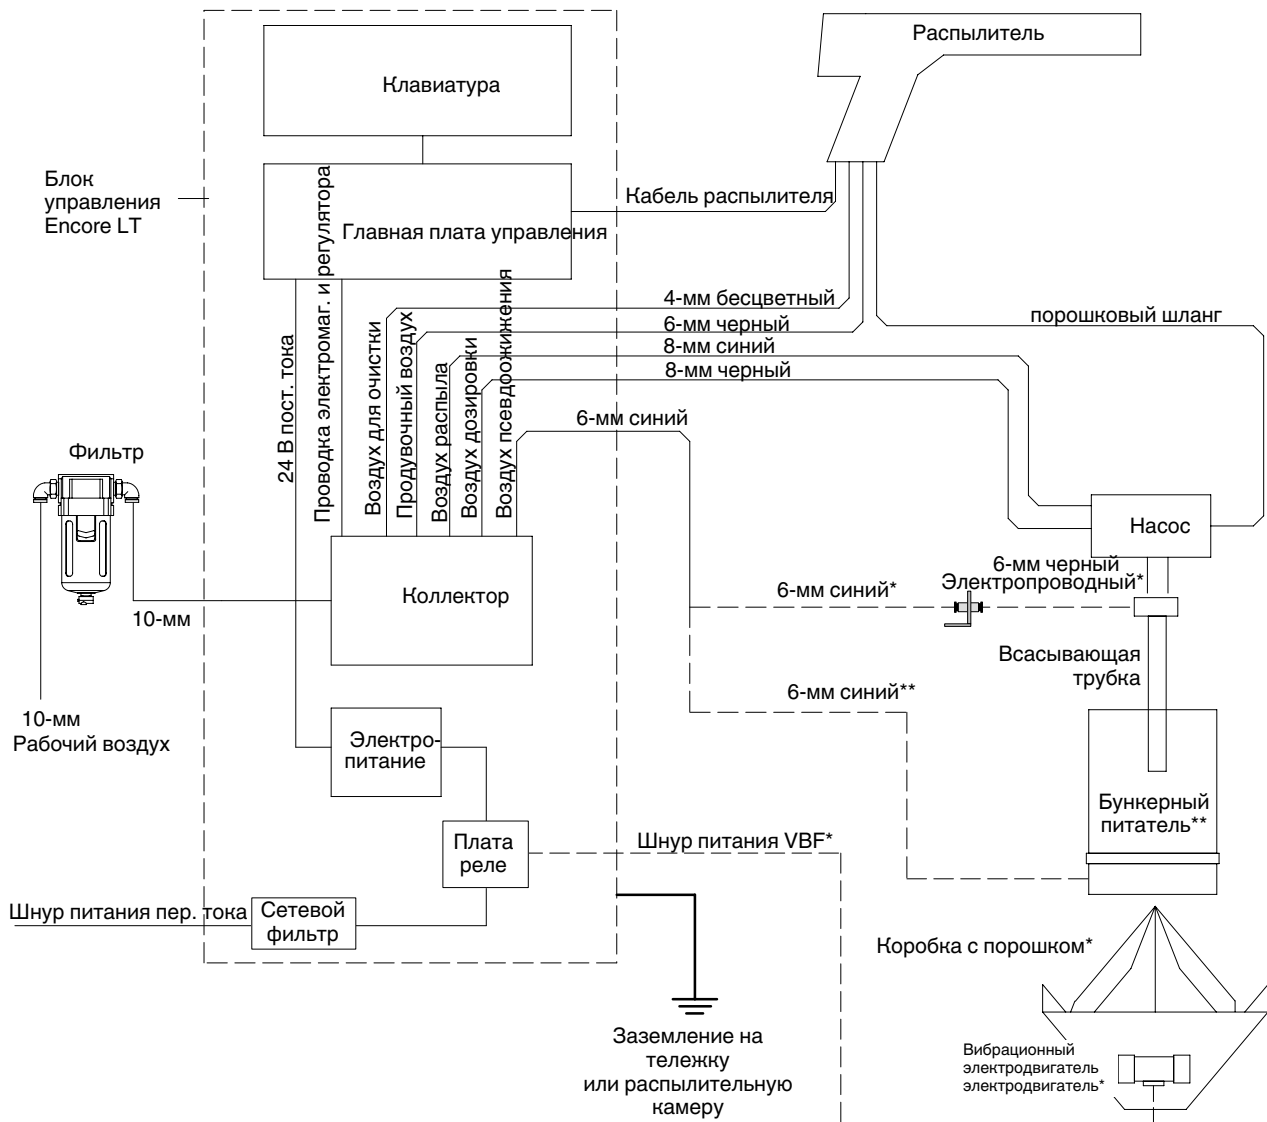 Распылитель
Клавиатура
Блок
управления
Encore LT
Кабель распылителя
Главная плата управления
24 В пост. тока
Проводка электромаг. и регулятора
Воздух для очистки
Продувочный воздух
Воздух распыла
Воздух дозировки
Воздух псевдоожижения
4-мм бесцветный
6-мм черный
8-мм синий
8-мм черный
6-мм синий
порошковый шланг
Фильтр
10-мм
10-мм
Рабочий воздух
Коллектор
Насос
6-мм черный
Электропроводный*
6-мм синий*
Всасывающая
трубка
6-мм синий**
Электро-
питание
Бункерный
питатель**
Плата
реле
Шнур питания VBF*
Шнур питания пер. тока
Сетевой
фильтр
Коробка с порошком*
Заземление на
тележку
или распылительную
камеру
Вибрационный
электродвигатель
электродвигатель*